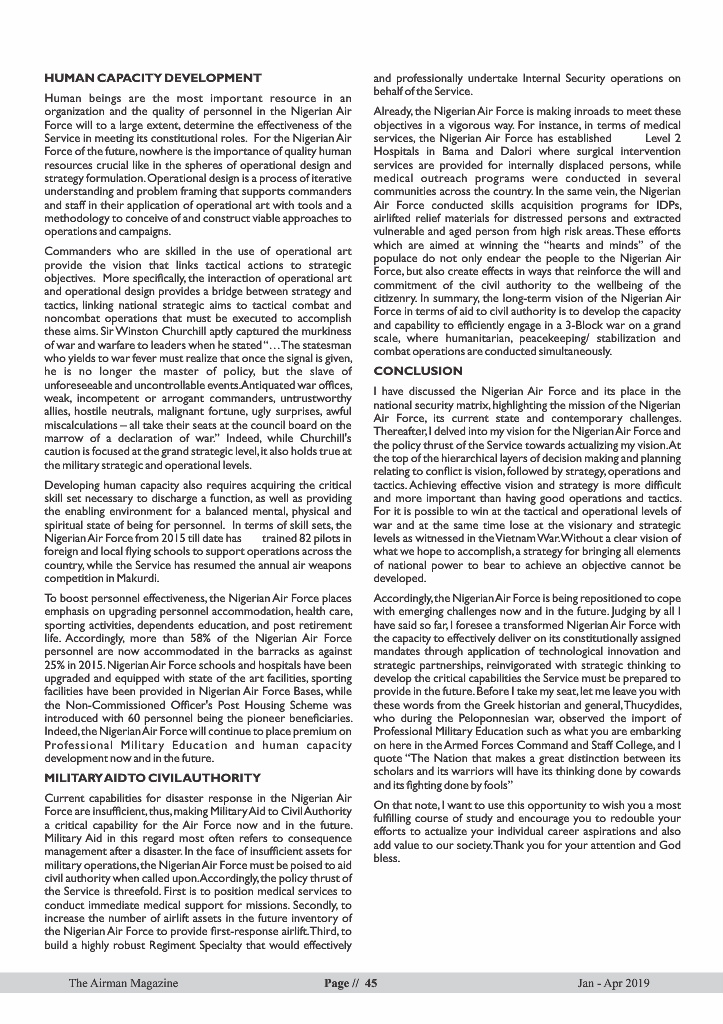 HUMAN CAPACITY DEVELOPMENT
Human beings are the most important resource in an
organization and the quality of personnel in the Nigerian Air
Force will to a large extent, determine the effectiveness of the
Service in meeting its constitutional roles. For the Nigerian Air
Force of the future, nowhere is the importance of quality human
resources crucial like in the spheres of operational design and
strategy formulation. Operational design is a process of iterative
understanding and problem framing that supports commanders
and staff in their application of operational art with tools and a
methodology to conceive of and construct viable approaches to
operations and campaigns.
Commanders who are skilled in the use of operational art
provide the vision that links tactical actions to strategic
objectives. More specifically, the interaction of operational art
and operational design provides a bridge between strategy and
tactics, linking national strategic aims to tactical combat and
noncombat operations that must be executed to accomplish
these aims. Sir Winston Churchill aptly captured the murkiness
of war and warfare to leaders when he stated “…The statesman
who yields to war fever must realize that once the signal is given,
he is no longer the master of policy, but the slave of
unforeseeable and uncontrollable events. Antiquated war offices,
weak, incompetent or arrogant commanders, untrustworthy
allies, hostile neutrals, malignant fortune, ugly surprises, awful
miscalculations – all take their seats at the council board on the
marrow of a declaration of war.” Indeed, while Churchill's
caution is focused at the grand strategic level, it also holds true at
the military strategic and operational levels.
Developing human capacity also requires acquiring the critical
skill set necessary to discharge a function, as well as providing
the enabling environment for a balanced mental, physical and
spiritual state of being for personnel. In terms of skill sets, the
Nigerian Air Force from 2015 till date has trained 82 pilots in
foreign and local flying schools to support operations across the
country, while the Service has resumed the annual air weapons
competition in Makurdi.
To boost personnel effectiveness, the Nigerian Air Force places
emphasis on upgrading personnel accommodation, health care,
sporting activities, dependents education, and post retirement
life. Accordingly, more than 58% of the Nigerian Air Force
personnel are now accommodated in the barracks as against
25% in 2015. Nigerian Air Force schools and hospitals have been
upgraded and equipped with state of the art facilities, sporting
facilities have been provided in Nigerian Air Force Bases, while
the Non-Commissioned Officer's Post Housing Scheme was
introduced with 60 personnel being the pioneer beneficiaries.
Indeed, the Nigerian Air Force will continue to place premium on
Professional Military Education and human capacity
development now and in the future.
MILITARY AID TO CIVIL AUTHORITY
Current capabilities for disaster response in the Nigerian Air
Force are insufficient, thus, making Military Aid to Civil Authority
a critical capability for the Air Force now and in the future.
Military Aid in this regard most often refers to consequence
management after a disaster. In the face of insufficient assets for
military operations, the Nigerian Air Force must be poised to aid
civil authority when called upon. Accordingly, the policy thrust of
the Service is threefold. First is to position medical services to
conduct immediate medical support for missions. Secondly, to
increase the number of airlift assets in the future inventory of
the Nigerian Air Force to provide first-response airlift. Third, to
build a highly robust Regiment Specialty that would effectively
and professionally undertake Internal Security operations on
behalf of the Service.
Already, the Nigerian Air Force is making inroads to meet these
objectives in a vigorous way. For instance, in terms of medical
services, the Nigerian Air Force has established Level 2
Hospitals in Bama and Dalori where surgical intervention
services are provided for internally displaced persons, while
medical outreach programs were conducted in several
communities across the country. In the same vein, the Nigerian
Air Force conducted skills acquisition programs for IDPs,
airlifted relief materials for distressed persons and extracted
vulnerable and aged person from high risk areas. These efforts
which are aimed at winning the “hearts and minds” of the
populace do not only endear the people to the Nigerian Air
Force, but also create effects in ways that reinforce the will and
commitment of the civil authority to the wellbeing of the
citizenry. In summary, the long-term vision of the Nigerian Air
Force in terms of aid to civil authority is to develop the capacity
and capability to efficiently engage in a 3-Block war on a grand
scale, where humanitarian, peacekeeping/ stabilization and
combat operations are conducted simultaneously.
CONCLUSION
I have discussed the Nigerian Air Force and its place in the
national security matrix, highlighting the mission of the Nigerian
Air Force, its current state and contemporary challenges.
Thereafter, I delved into my vision for the Nigerian Air Force and
the policy thrust of the Service towards actualizing my vision. At
the top of the hierarchical layers of decision making and planning
relating to conflict is vision, followed by strategy, operations and
tactics. Achieving effective vision and strategy is more difficult
and more important than having good operations and tactics.
For it is possible to win at the tactical and operational levels of
war and at the same time lose at the visionary and strategic
levels as witnessed in the Vietnam War. Without a clear vision of
what we hope to accomplish, a strategy for bringing all elements
of national power to bear to achieve an objective cannot be
developed.
Accordingly, the Nigerian Air Force is being repositioned to cope
with emerging challenges now and in the future. Judging by all I
have said so far, I foresee a transformed Nigerian Air Force with
the capacity to effectively deliver on its constitutionally assigned
mandates through application of technological innovation and
strategic partnerships, reinvigorated with strategic thinking to
develop the critical capabilities the Service must be prepared to
provide in the future. Before I take my seat, let me leave you with
these words from the Greek historian and general, Thucydides,
who during the Peloponnesian war, observed the import of
Professional Military Education such as what you are embarking
on here in the Armed Forces Command and Staff College, and I
quote “The Nation that makes a great distinction between its
scholars and its warriors will have its thinking done by cowards
and its fighting done by fools”
On that note, I want to use this opportunity to wish you a most
fulfilling course of study and encourage you to redouble your
efforts to actualize your individual career aspirations and also
add value to our society. Thank you for your attention and God
bless.
The Airman Magazine
Page // 45
Jan - Apr 2019